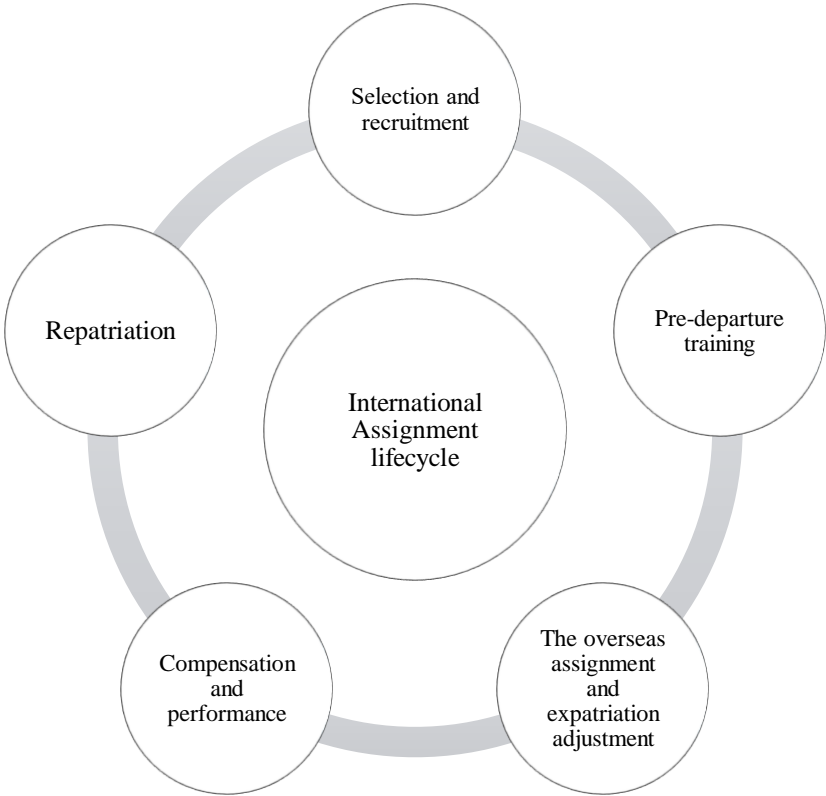 Selection and
recruitment
Pre-departure
training
The overseas
assignment
and
expatriation
adjustment
Compensation
and
performance
Repatriation
International
Assignment
lifecycle